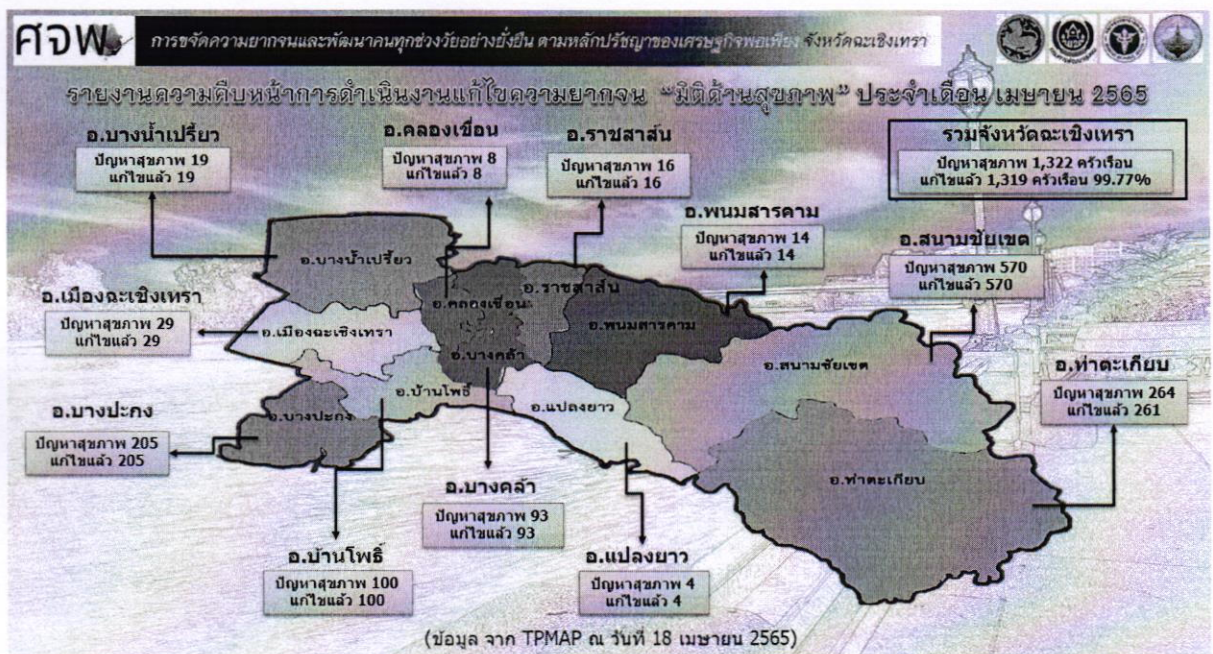 ศจพ
การขจัดความยากจนและพัฒนาคนทุกช่วงวัยอย่างยั่งยืน ตามหลักปรัชญาของเศรษฐกิจพอเพียง จังหวัดฉะเชิงเทรา
รายงานความคืบหน้าการดำเนินงานแก้ไขความยากจน “มิติด้านสุขภาพ” ประจำเดือน เมษายน 2565
อ.บางน้ำเปรี้ยว
ปัญหาสุขภาพ 19
แก้ไขแล้ว 19
อ.คลองเขื่อน
ปัญหาสุขภาพ 8
แก้ไขแล้ว 8
อ.ราชสาส์น
ปัญหาสุขภาพ 16
แก้ไขแล้ว 16
รวมจังหวัดฉะเชิงเทรา
ปัญหาสุขภาพ 1,322 ครัวเรือน
แก้ไขแล้ว 1,319 ครัวเรือน 99.77%
อ.พนมสารคาม
ปัญหาสุขภาพ 14
แก้ไขแล้ว 14
อ.สนามชัยเขต
ปัญหาสุขภาพ 570
แก้ไขแล้ว 570
อ.เมืองฉะเชิงเทรา
ปัญหาสุขภาพ 29
แก้ไขแล้ว 29
อ.บางน้ำเปรี้ยว
อ.คลองเขื่อน
อ.ราชสาส์น
อ.เมืองฉะเชิงเทรา
อ.พนมสารคาม
อ.บางคล้า
อ.สนามชัยเขต
อ.บ้านโพธิ์
อ.แปลงยาว
อ.บางปะกง
อ.ท่าตะเกียบ
อ.ท่าตะเกียบ
ปัญหาสุขภาพ 264
แก้ไขแล้ว 261
อ.บางปะกง
ปัญหาสุขภาพ 205
แก้ไขแล้ว 205
อ.บางคล้า
ปัญหาสุขภาพ 93
แก้ไขแล้ว 93
อ.บ้านโพธิ์
ปัญหาสุขภาพ 100
แก้ไขแล้ว 100
อ.แปลงยาว
ปัญหาสุขภาพ 4
แก้ไขแล้ว 4
(ข้อมูล จาก TPMAP ณ วันที่ 18 เมษายน 2565)